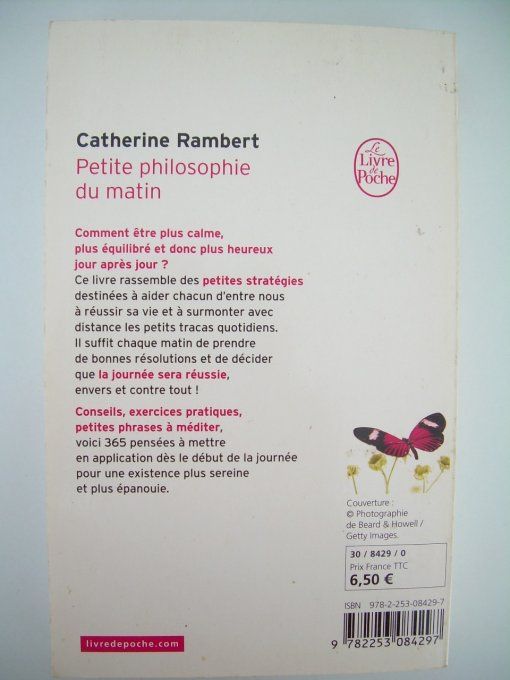 Catherine Rambert
Petite philosophie
du matin
Le
Livre
de
Poche
Comment être plus calme,
plus équilibré et donc plus heureux
jour après jour ?
Ce livre rassemble des petites stratégies
destinées à aider chacun d'entre nous
à réussir sa vie et à surmonter avec
distance les petits tracas quotidiens.
Il suffit chaque matin de prendre
de bonnes résolutions et de décider
que la journée sera réussie,
envers et contre tout !
Conseils, exercices pratiques,
petites phrases à méditer,
voici 365 pensées à mettre
en application dès le début de la journée
pour une existence plus sereine
et plus épanouie.
Couverture :
© Photographie
de Beard & Howell /
Getty Images.
30 / 8429 / 0
Prix France TTC
6,50 €
ISBN 978-2-253-08429-7
9 782253 084297
livredepoche.com